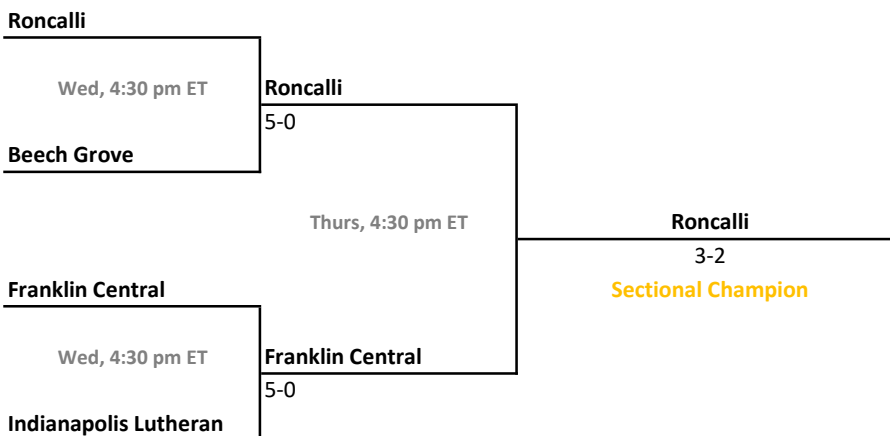 Roncalli
Wed, 4:30 pm ET
Roncalli
5-0
Beech Grove
Thurs, 4:30 pm ET
Roncalli
3-2
Franklin Central
Sectional Champion
Wed, 4:30 pm ET
Franklin Central
5-0
Indianapolis Lutheran